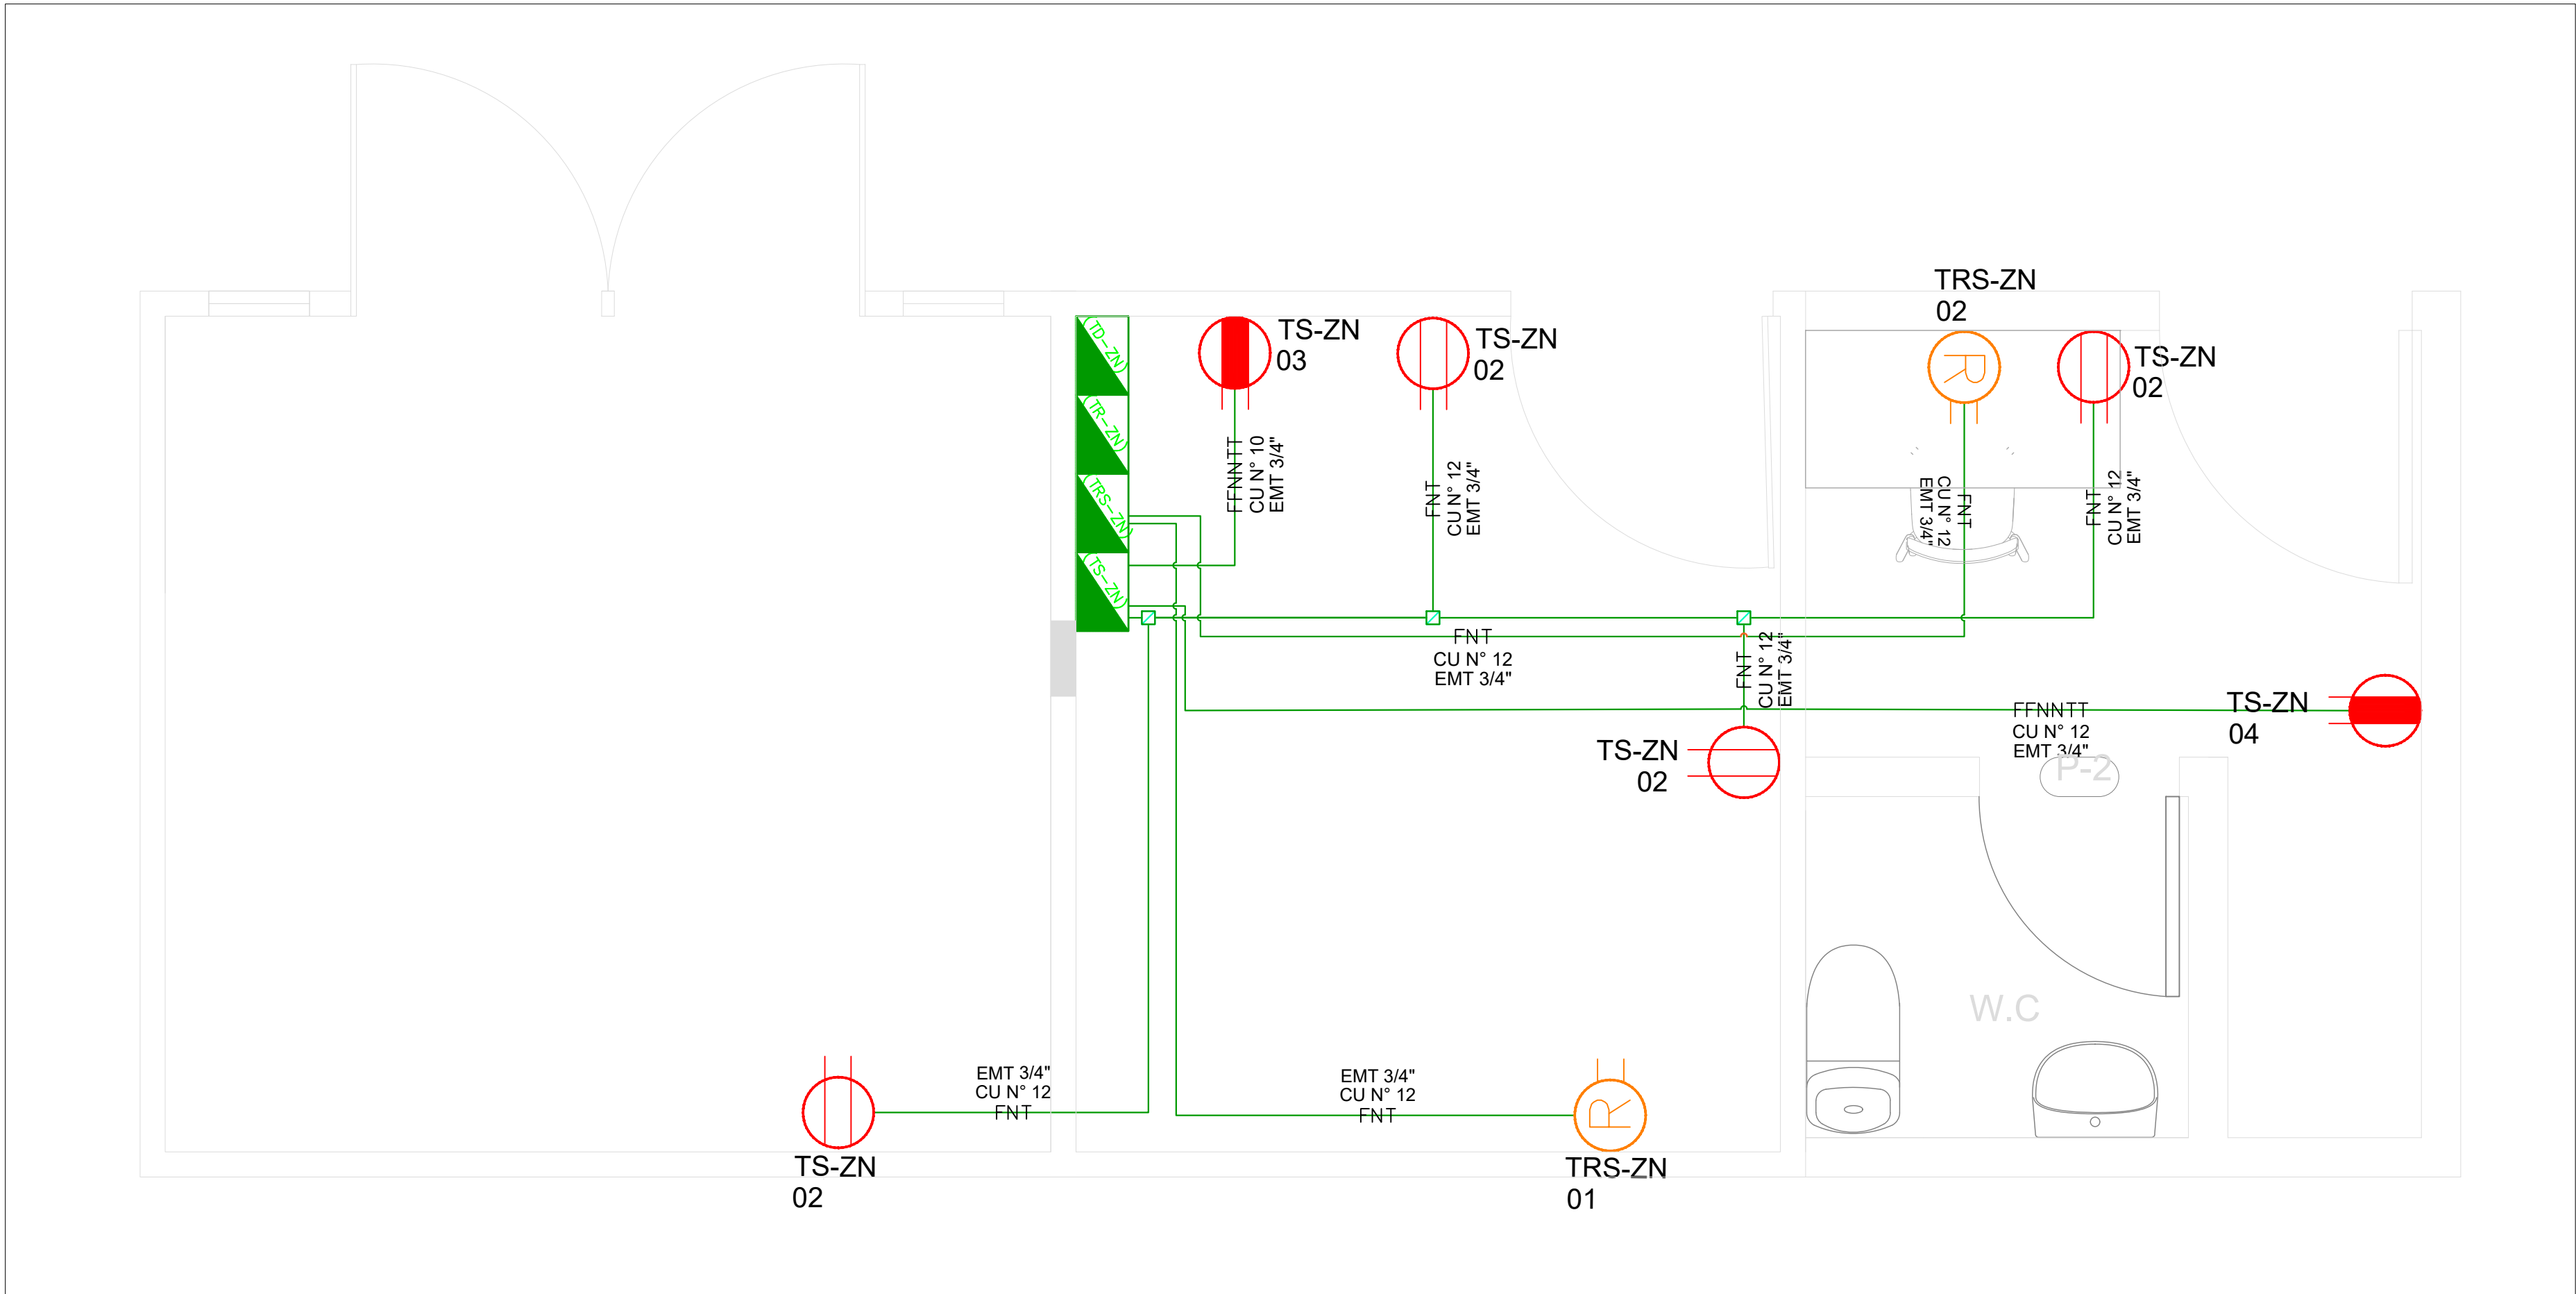 TRS-ZN
02
(TD-ZN)
TS-ZN
03
TS-ZN
02
TS-ZN
02
R
(TR-ZN)
FFNNTT
CU N° 10
EMT 3/4"
FNT
CU N° 12
EMT 3/4"
FNT
CU N° 12
EMT 3/4"
FNT
CU N° 12
EMT 3/4"
(TRS-ZN)
(TS-ZN)
FNT
CU N° 12
EMT 3/4"
FNT
CU N° 12
EMT 3/4"
TS-ZN
02
FFNNTT
CU N° 12
EMT 3/4"
TS-ZN
04
P-2
W.C
EMT 3/4"
CU N° 12
FNT
TS-ZN
02
EMT 3/4"
CU N° 12
FNT
R
TRS-ZN
01